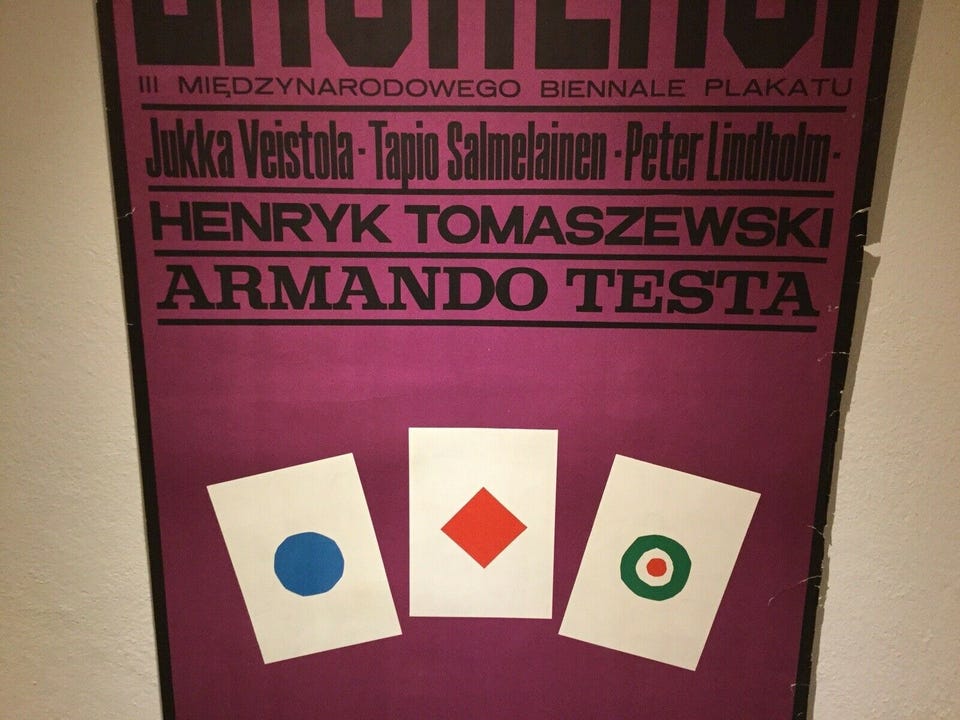 III MIĘDZYNARODOWEGO BIENNALE PLAKATU
Jukka Veistola · Tapio Salmelainen · Peter Lindholm ·
HENRYK TOMASZEWSKI
ARMANDO TESTA